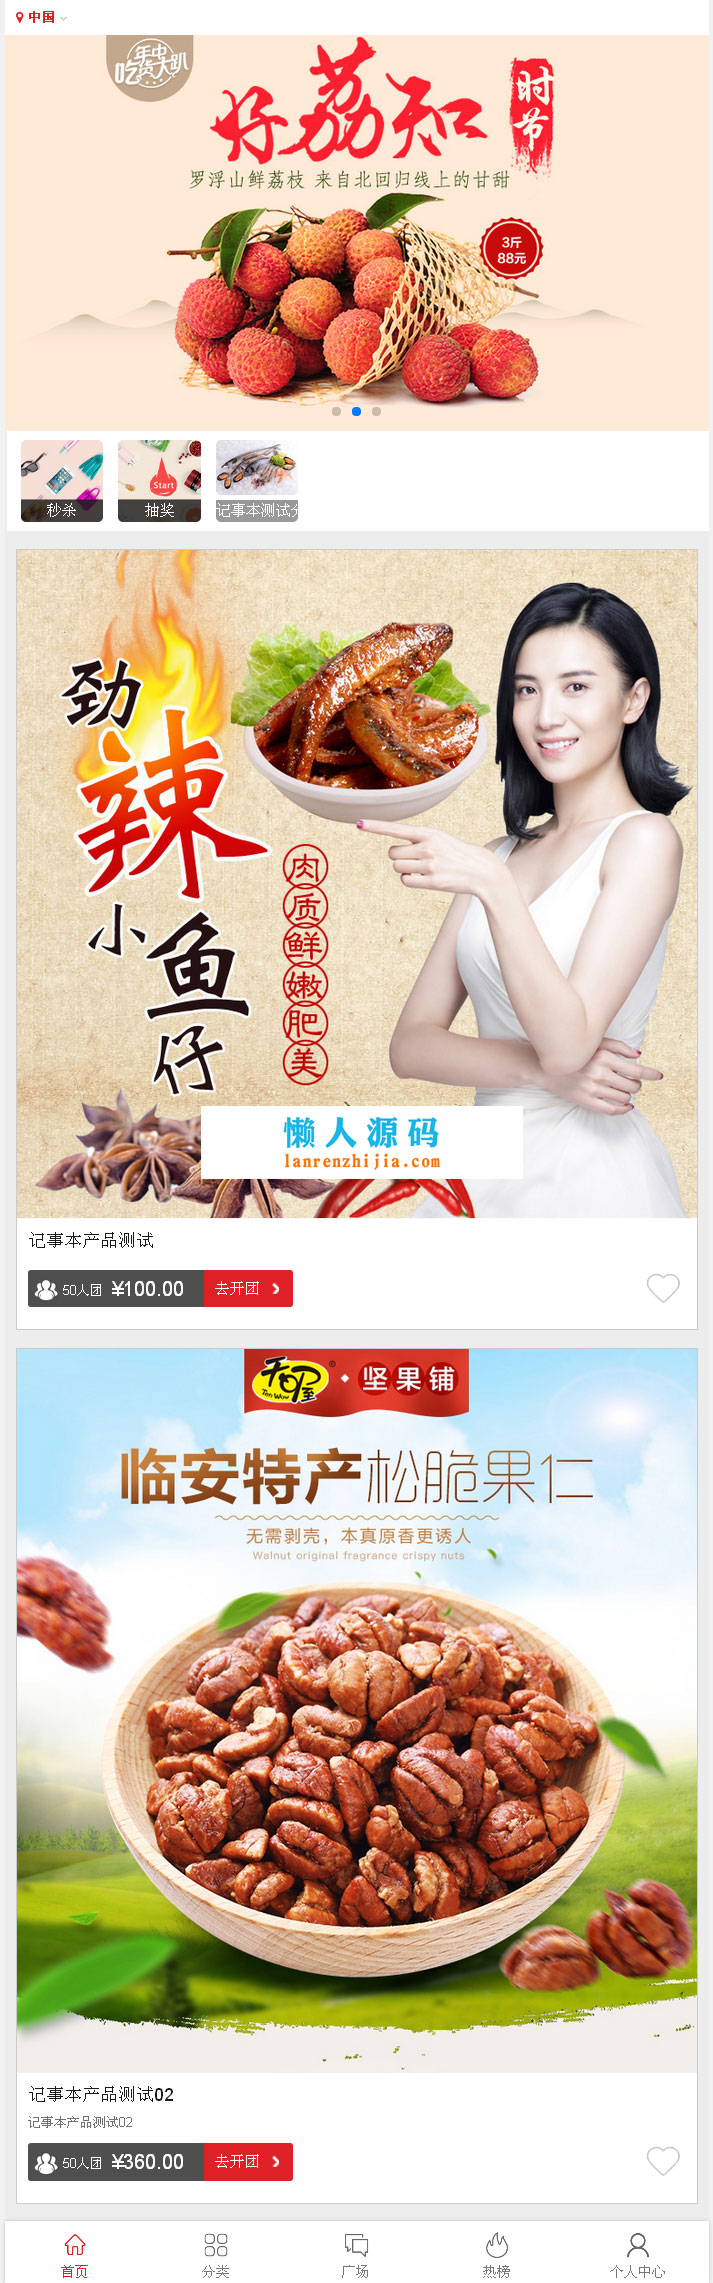 中国
年中
吃货大趴
好荔知
时节
罗浮山鲜荔枝 来自北回归线上的甘甜
3斤
88元
Start
秒杀
抽奖
记事本测试分
劲
辣
小
鱼
仔
肉质鲜嫩肥美
懒人源码
lanrenzhijia.com
记事本产品测试
50人团 ¥100.00 去开团
Ten Wow
坚果铺
临安特产松脆果仁
无需剥壳，本真原香更诱人
Walnut original fragrance crispy nuts
记事本产品测试02
记事本产品测试02
50人团 ¥360.00 去开团
首页
分类
广场
热榜
个人中心